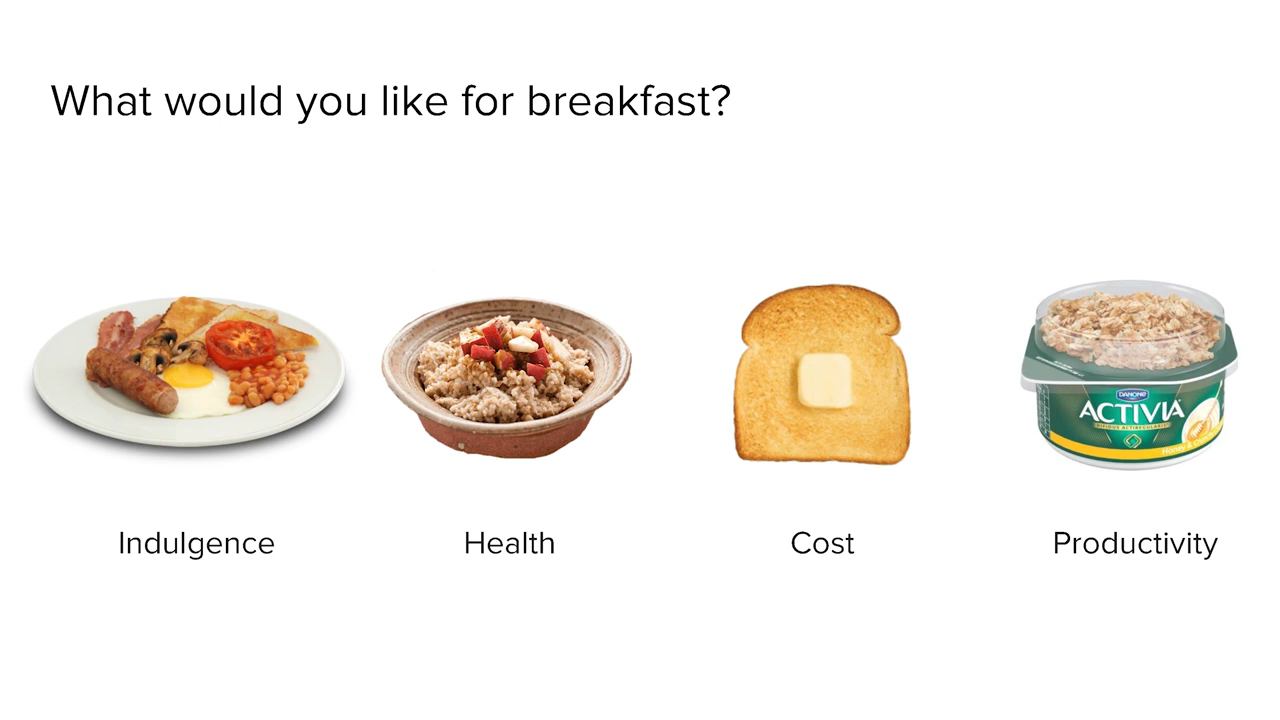 What would you like for breakfast?
Indulgence
Health
Cost
Productivity
DANONE
ACTIVIA